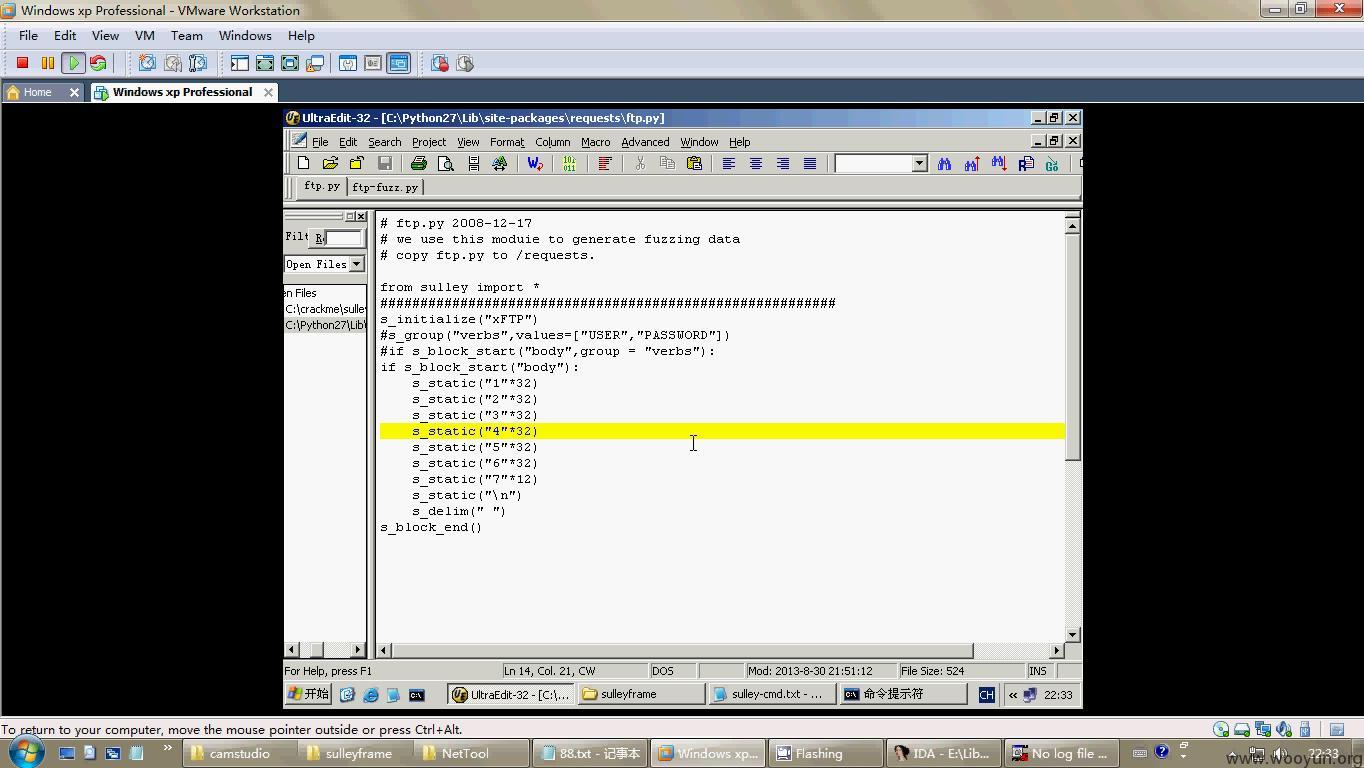 Windows xp Professional - VMware Workstation
File Edit View VM Team Windows Help
Home Windows xp Professional
UltraEdit-32 - [C:\Python27\Lib\site-packages\requests\ftp.py]
File Edit Search Project View Format Column Macro Advanced Window Help
ftp.py ftp-fuzz.py
Filt
Open Files
en Files
C:\crackme\sulle
C:\Python27\Lib\
# ftp.py 2008-12-17
# we use this moduie to generate fuzzing data
# copy ftp.py to /requests.
from sulley import *
#########################################################
s_initialize("xFTP")
#s_group("verbs",values=["USER","PASSWORD"])
#if s_block_start("body",group = "verbs"):
if s_block_start("body"):
s_static("1"*32)
s_static("2"*32)
s_static("3"*32)
s_static("4"*32)
s_static("5"*32)
s_static("6"*32)
s_static("7"*12)
s_static("\n")
s_delim(" ")
s_block_end()
For Help, press F1 Ln 14, Col. 21, CW DOS Mod: 2013-8-30 21:51:12 File Size: 524 INS
开始 UltraEdit-32 - [C:\... sulleyframe sulley-cmd.txt - ... 命令提示符 CH « 22:33
To return to your computer, move the mouse pointer outside or press Ctrl+Alt.
camstudio sulleyframe NetTool 88.txt - 记事本 Windows xp... Flashing IDA - E:\Lib... No log file ... 22:33
www.wooyun.org